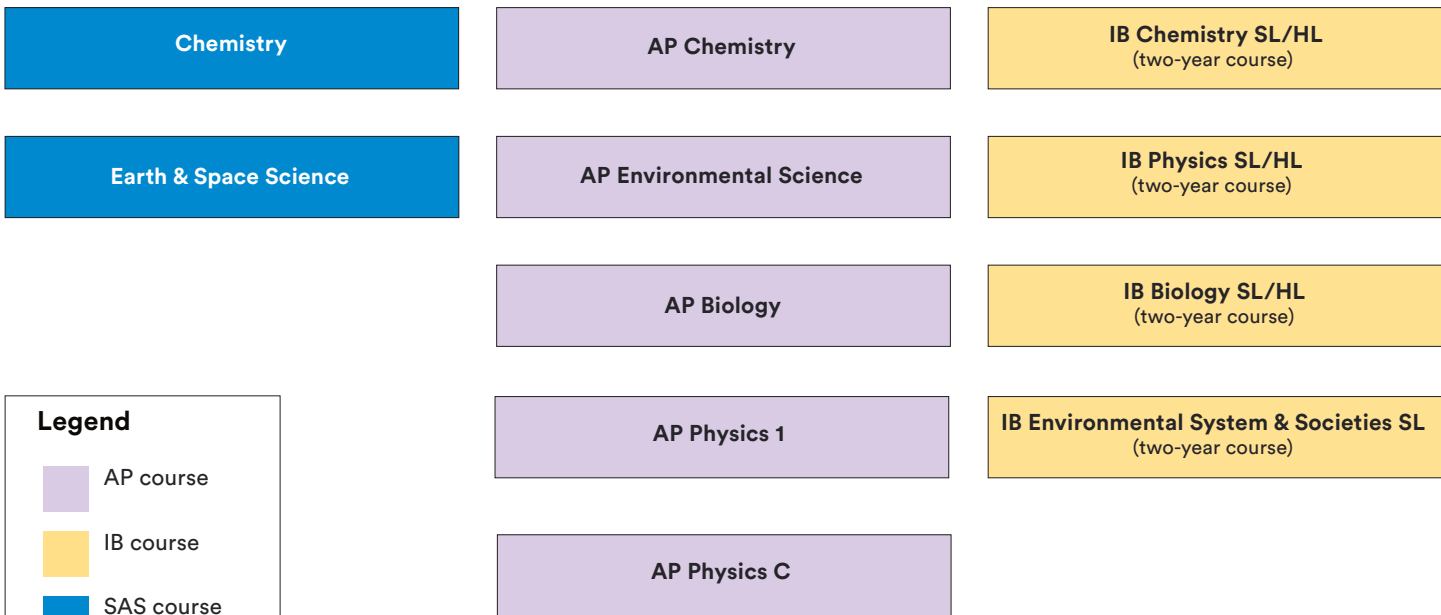 Chemistry
AP Chemistry
IB Chemistry SL/HL
(two-year course)
Earth & Space Science
AP Environmental Science
IB Physics SL/HL
(two-year course)
AP Biology
IB Biology SL/HL
(two-year course)
AP Physics 1
IB Environmental System & Societies SL
(two-year course)
AP Physics C
Legend
AP course
IB course
SAS course